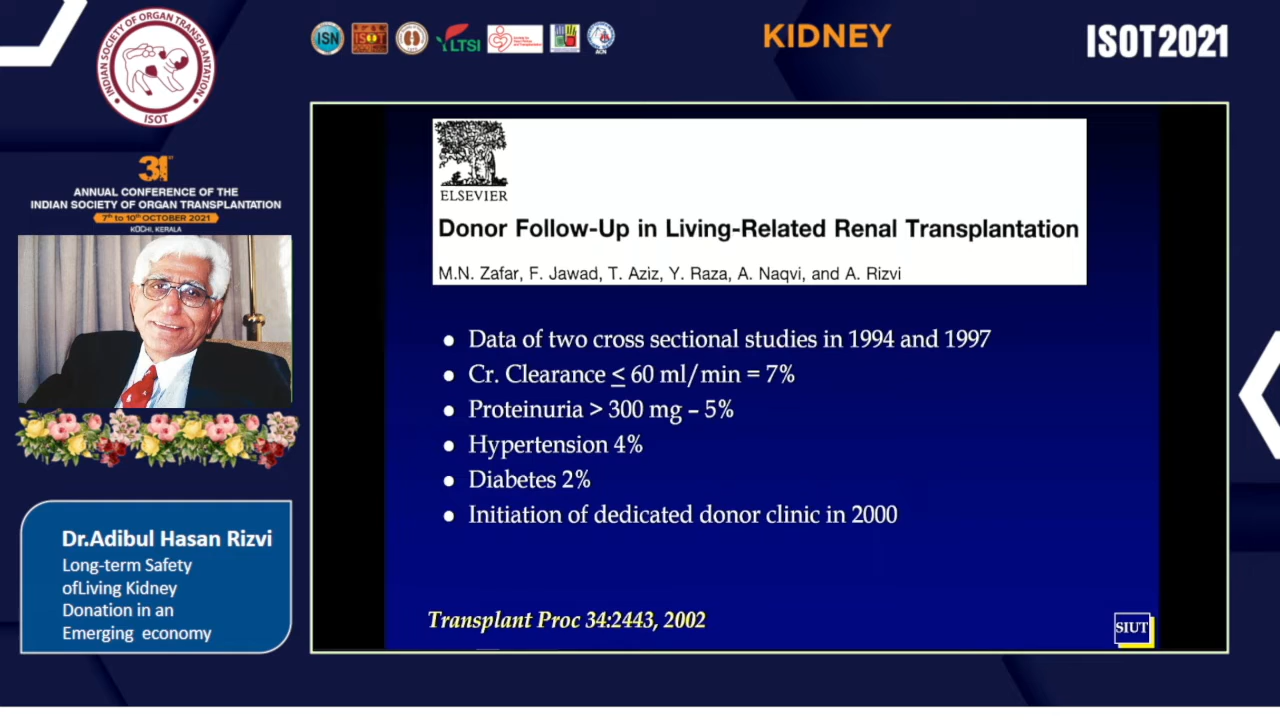 INDIAN SOCIETY OF ORGAN TRANSPLANTATION
ISOT
ISN
ISOT
LTSI
ACN
KIDNEY
ISOT2021
31ST
ANNUAL CONFERENCE OF THE
INDIAN SOCIETY OF ORGAN TRANSPLANTATION
7th to 10th OCTOBER 2021
KOCHI, KERALA
Dr.Adibul Hasan Rizvi
Long-term Safety
ofLiving Kidney
Donation in an
Emerging economy
ELSEVIER
Donor Follow-Up in Living-Related Renal Transplantation
M.N. Zafar, F. Jawad, T. Aziz, Y. Raza, A. Naqvi, and A. Rizvi
● Data of two cross sectional studies in 1994 and 1997
● Cr. Clearance ≤ 60 ml/min = 7%
● Proteinuria > 300 mg – 5%
● Hypertension 4%
● Diabetes 2%
● Initiation of dedicated donor clinic in 2000
Transplant Proc 34:2443, 2002
SIUT